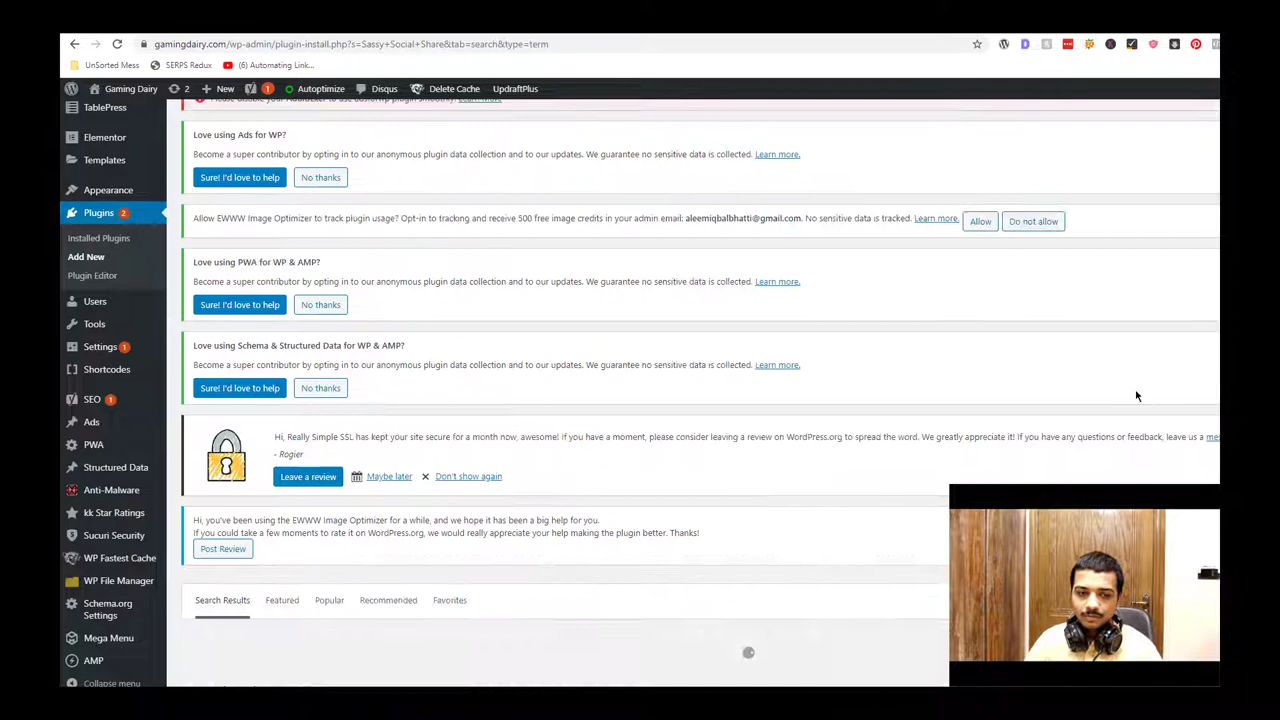 gamingdairy.com/wp-admin/plugin-install.php?s=Sassy+Social+Share&tab=search&type=term
UnSorted Mess SERPS Redux (6) Automating Link...
Gaming Dairy 2 New 1 Autoptimize Disqus Delete Cache UpdraftPlus
TablePress
Elementor
Templates
Appearance
Plugins 2
Installed Plugins
Add New
Plugin Editor
Users
Tools
Settings 1
Shortcodes
SEO 1
Ads
PWA
Structured Data
Anti-Malware
kk Star Ratings
Sucuri Security
WP Fastest Cache
WP File Manager
Schema.org
Settings
Mega Menu
AMP
Collapse menu
Love using Ads for WP?
Become a super contributor by opting in to our anonymous plugin data collection and to our updates. We guarantee no sensitive data is collected. Learn more.
Sure! I'd love to help No thanks
Allow EWWW Image Optimizer to track plugin usage? Opt-in to tracking and receive 500 free image credits in your admin email: aleemiqbalbhatti@gmail.com. No sensitive data is tracked. Learn more. Allow Do not allow
Love using PWA for WP & AMP?
Become a super contributor by opting in to our anonymous plugin data collection and to our updates. We guarantee no sensitive data is collected. Learn more.
Sure! I'd love to help No thanks
Love using Schema & Structured Data for WP & AMP?
Become a super contributor by opting in to our anonymous plugin data collection and to our updates. We guarantee no sensitive data is collected. Learn more.
Sure! I'd love to help No thanks
Hi, Really Simple SSL has kept your site secure for a month now, awesome! If you have a moment, please consider leaving a review on WordPress.org to spread the word. We greatly appreciate it! If you have any questions or feedback, leave us a
- Rogier
Leave a review Maybe later Don't show again
Hi, you've been using the EWWW Image Optimizer for a while, and we hope it has been a big help for you.
If you could take a few moments to rate it on WordPress.org, we would really appreciate your help making the plugin better. Thanks!
Post Review
Search Results Featured Popular Recommended Favorites